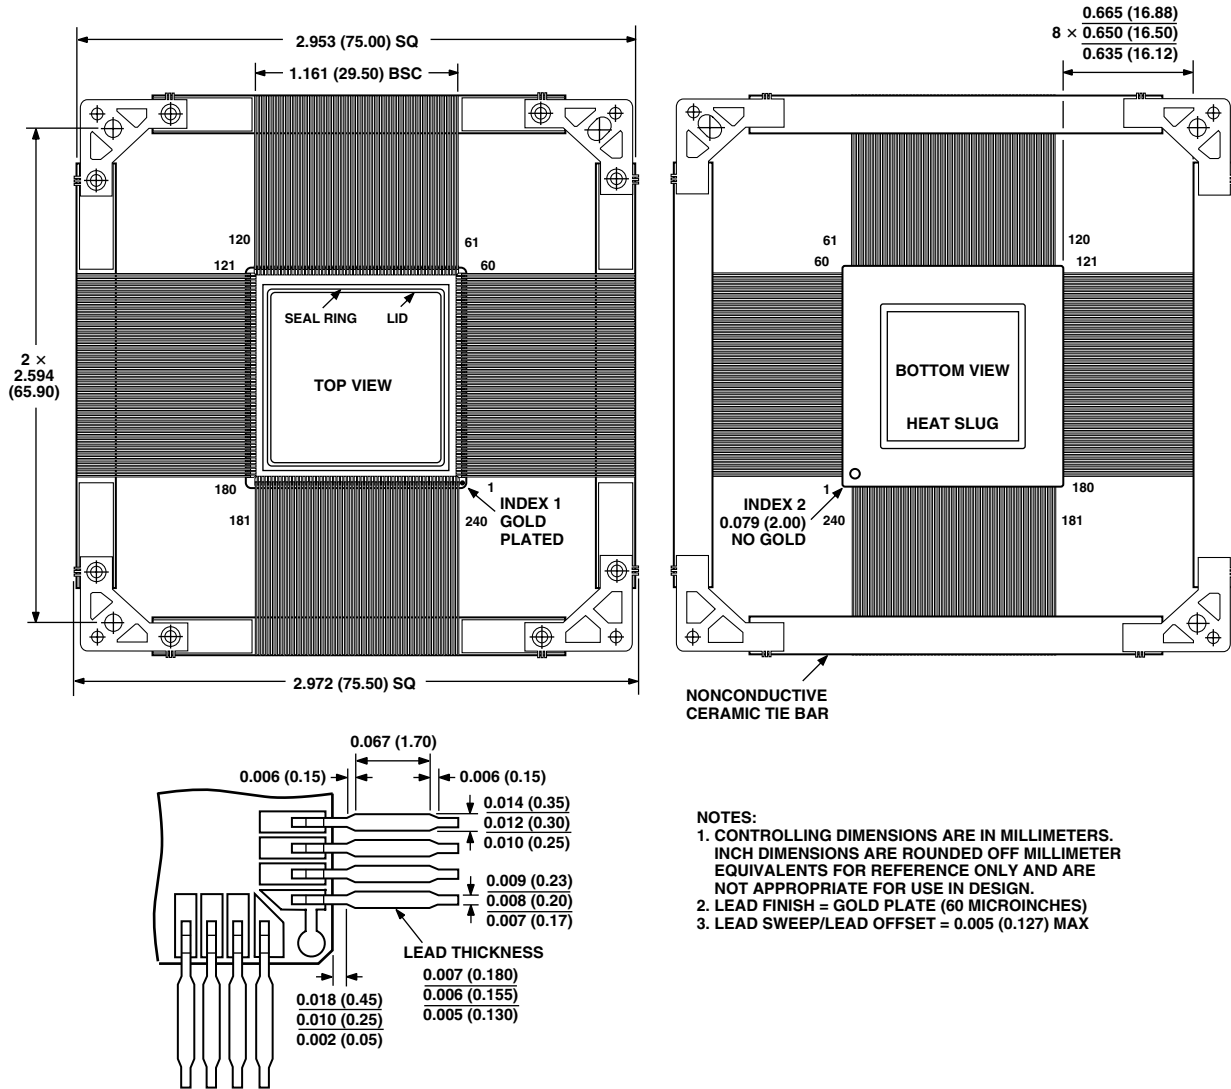 2.953 (75.00) SQ
1.161 (29.50) BSC
120
61
121
60
SEAL RING
LID
2 ×
2.594
(65.90)
TOP VIEW
180
1
181
240
INDEX 1
GOLD
PLATED
2.972 (75.50) SQ
0.665 (16.88)
8 × 0.650 (16.50)
0.635 (16.12)
61
120
60
121
BOTTOM VIEW
HEAT SLUG
1
180
INDEX 2
0.079 (2.00)
NO GOLD
240
181
NONCONDUCTIVE
CERAMIC TIE BAR
0.067 (1.70)
0.006 (0.15)
0.006 (0.15)
0.014 (0.35)
0.012 (0.30)
0.010 (0.25)
0.009 (0.23)
0.008 (0.20)
0.007 (0.17)
LEAD THICKNESS
0.007 (0.180)
0.006 (0.155)
0.005 (0.130)
0.018 (0.45)
0.010 (0.25)
0.002 (0.05)
NOTES:
1. CONTROLLING DIMENSIONS ARE IN MILLIMETERS.
INCH DIMENSIONS ARE ROUNDED OFF MILLIMETER
EQUIVALENTS FOR REFERENCE ONLY AND ARE
NOT APPROPRIATE FOR USE IN DESIGN.
2. LEAD FINISH = GOLD PLATE (60 MICROINCHES)
3. LEAD SWEEP/LEAD OFFSET = 0.005 (0.127) MAX